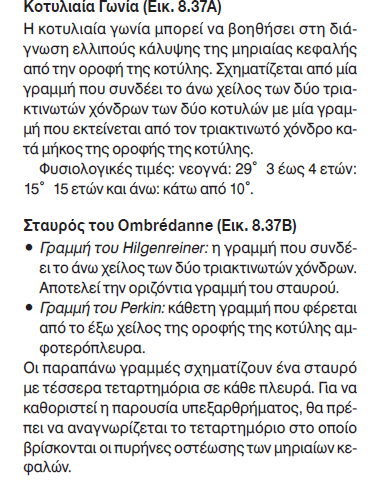 Κοτυλιαία Γωνία (Εικ. 8.37Α)
Η κοτυλιαία γωνία μπορεί να βοηθήσει στη διά-
γνωση ελλιπούς κάλυψης της μηριαίας κεφαλής
από την οροφή της κοτύλης. Σχηματίζεται από μία
γραμμή που συνδέει το άνω χείλος των δύο τρια-
κτινωτών χόνδρων των δύο κοτυλών με μία γραμ-
μή που εκτείνεται από τον τριακτινωτό χόνδρο κα-
τά μήκος της οροφής της κοτύλης.
Φυσιολογικές τιμές: νεογνά: 29° 3 έως 4 ετών:
15° 15 ετών και άνω: κάτω από 10°.
Σταυρός του Ombrédanne (Εικ. 8.37Β)
• Γραμμή του Hilgenreiner: η γραμμή που συνδέ-
ει το άνω χείλος των δύο τριακτινωτών χόνδρων.
Αποτελεί την οριζόντια γραμμή του σταυρού.
• Γραμμή του Perkin: κάθετη γραμμή που φέρεται
από το έξω χείλος της οροφής της κοτύλης αμ-
φοτερόπλευρα.
Οι παραπάνω γραμμές σχηματίζουν ένα σταυρό
με τέσσερα τεταρτημόρια σε κάθε πλευρά. Για να
καθοριστεί η παρουσία υπεξαρθρήματος, θα πρέ-
πει να αναγνωρίζεται το τεταρτημόριο στο οποίο
βρίσκονται οι πυρήνες οστέωσης των μηριαίων κε-
φαλών.